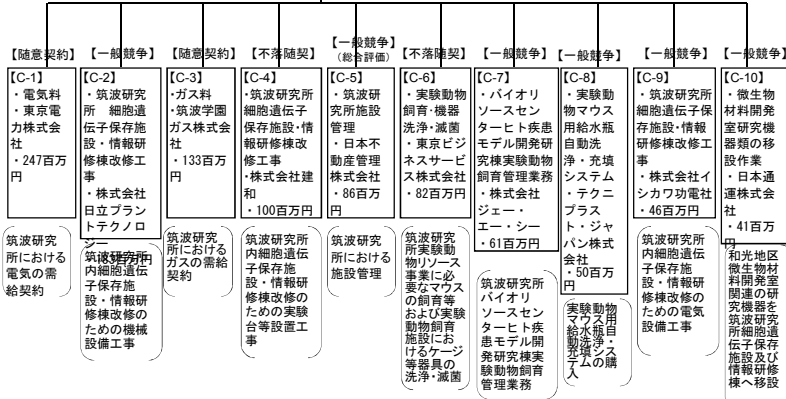 【随意契約】
【C-1】
・電気料
・東京電
力株式会
社
・247百万
円
筑波研究
所における
電気の需
給契約
【一般競争】
【C-2】
・筑波研究
所　細胞遺
伝子保存施
設・情報研
修棟改修工
事
・株式会社
日立プラン
トテクノロ
ジー
筑波研究所
内細胞遺伝
子保存施
設・情報研
修棟改修の
ための機械
設備工事
【随意契約】
【C-3】
・ガス料
・筑波学園
ガス株式会
社
・133百万
円
筑波研究
所における
ガスの需給
契約
【不落随契】
【C-4】
・筑波研究所
細胞遺伝子
保存施設・情
報研修棟改
修工事
・株式会社建
和
・100百万円
筑波研究所
内細胞遺伝
子保存施
設・情報研
修棟改修の
ための実験
台等設置工
事
【一般競争】
（総合評価）
【C-5】
・筑波研
究所施設
管理
・日本不
動産管理
株式会社
・86百万
円
筑波研究
所における
施設管理
【不落随契】
【C-6】
・実験動物
飼育・機器
洗浄・滅菌
・東京ビジ
ネスサービ
ス株式会社
・82百万円
筑波研究
所実験動
物リソース
事業に必
要なマウス
の飼育等
および実験
動物飼育
施設にお
けるケージ
等器具の
洗浄・滅菌
【一般競争】
【C-7】
・バイオリ
ソースセン
ターヒト疾患
モデル開発研
究棟実験動物
飼育管理業務
・株式会社
ジェー・
エー・シー
・61百万円
筑波研究所
バイオリ
ソースセン
ターヒト疾
患モデル開
発研究棟実
験動物飼育
管理業務
【一般競争】
【C-8】
・実験動
物マウス
用給水瓶
自動洗
浄・充填
システム
・テクニ
プラス
ト・ジャ
パン株式
会社
・50百万
円
実験動物
マウス用
給水瓶自
動洗浄・
充填シス
テムの購
入
【一般競争】
【C-9】
・筑波研究所
細胞遺伝子保
存施設・情報
研修棟改修工
事
・株式会社イ
シカワ功電社
・46百万円
筑波研究所
内細胞遺伝
子保存施
設・情報研
修棟改修の
ための電気
設備工事
【一般競争】
【C-10】
・微生物
材料開発
室研究機
器類の移
設作業
・日本通
運株式会
社
・41百万
円
和光地区
微生物材
料開発室
関連の研
究機器を
筑波研究
所細胞遺
伝子保存
施設及び
情報研修
棟へ移設